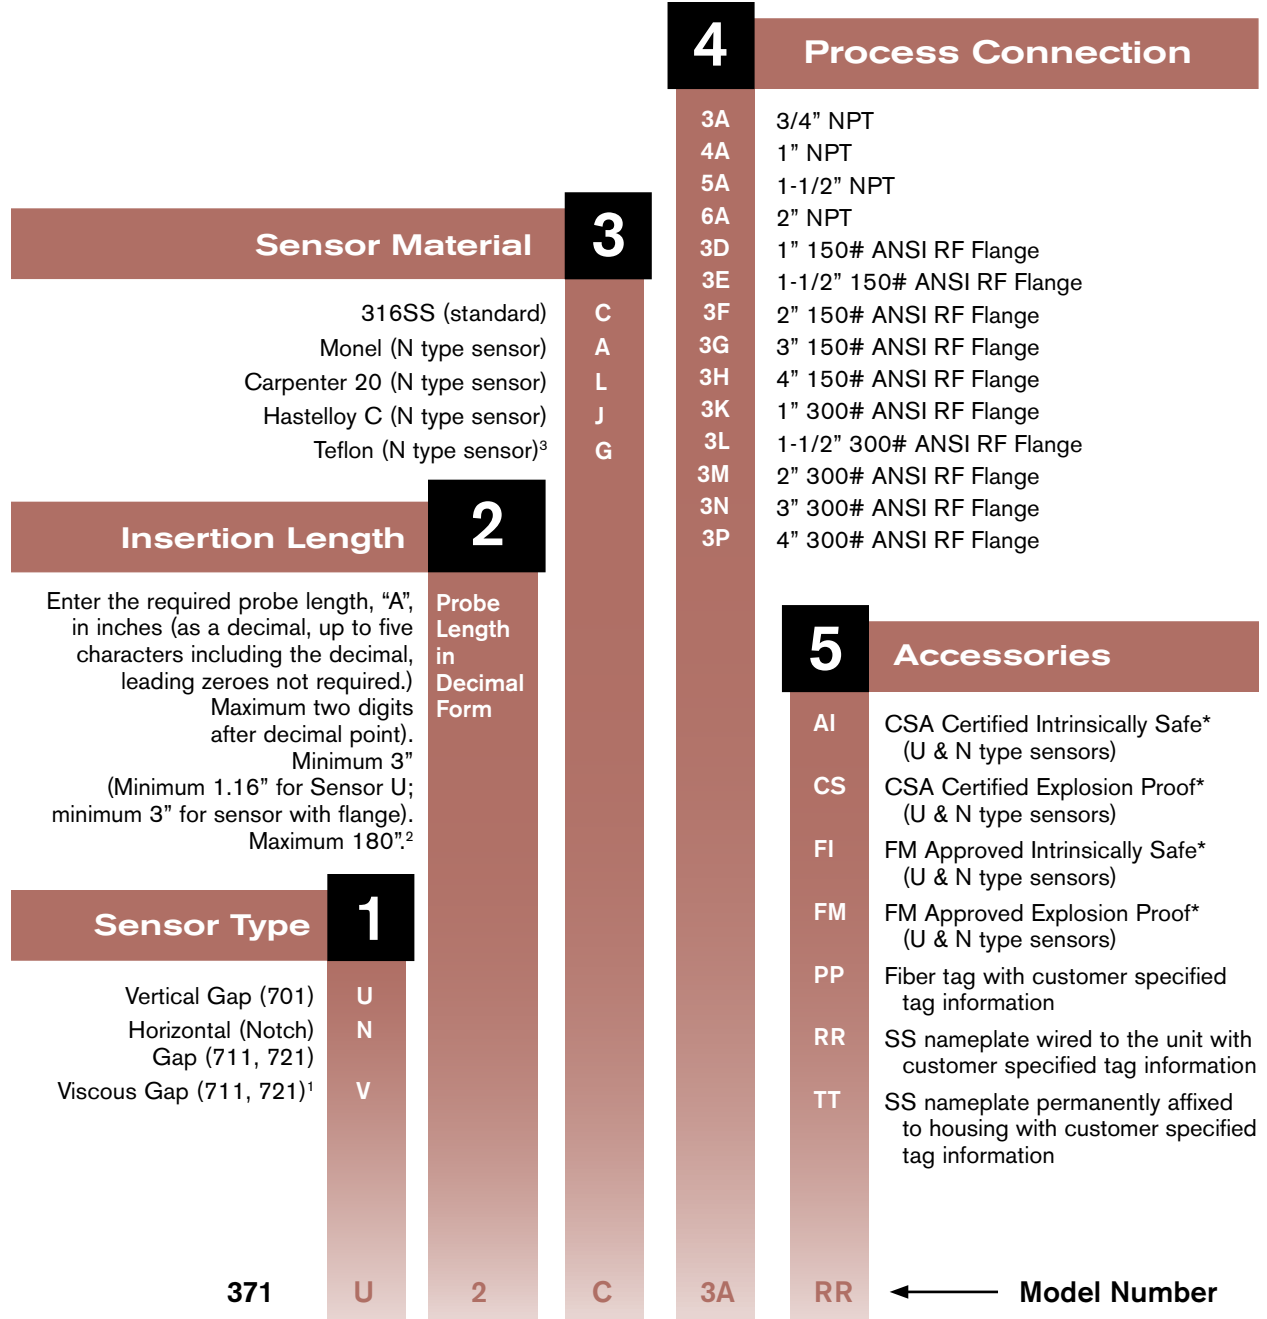 4
Process Connection
3A 3/4” NPT
4A 1” NPT
5A 1-1/2” NPT
6A 2” NPT
3D 1” 150# ANSI RF Flange
3E 1-1/2” 150# ANSI RF Flange
3F 2” 150# ANSI RF Flange
3G 3” 150# ANSI RF Flange
3H 4” 150# ANSI RF Flange
3K 1” 300# ANSI RF Flange
3L 1-1/2” 300# ANSI RF Flange
3M 2” 300# ANSI RF Flange
3N 3” 300# ANSI RF Flange
3P 4” 300# ANSI RF Flange
Sensor Material
3
316SS (standard) C
Monel (N type sensor) A
Carpenter 20 (N type sensor) L
Hastelloy C (N type sensor) J
Teflon (N type sensor)³ G
Insertion Length
2
Enter the required probe length, “A”,
in inches (as a decimal, up to five
characters including the decimal,
leading zeroes not required.)
Maximum two digits
after decimal point).
Minimum 3”
(Minimum 1.16” for Sensor U;
minimum 3” for sensor with flange).
Maximum 180”.²
Probe
Length
in
Decimal
Form
5
Accessories
AI CSA Certified Intrinsically Safe*
(U & N type sensors)
CS CSA Certified Explosion Proof*
(U & N type sensors)
FI FM Approved Intrinsically Safe*
(U & N type sensors)
FM FM Approved Explosion Proof*
(U & N type sensors)
PP Fiber tag with customer specified
tag information
RR SS nameplate wired to the unit with
customer specified tag information
TT SS nameplate permanently affixed
to housing with customer specified
tag information
Sensor Type
1
Vertical Gap (701) U
Horizontal (Notch) N
Gap (711, 721)
Viscous Gap (711, 721)¹ V
371 U 2 C 3A RR Model Number